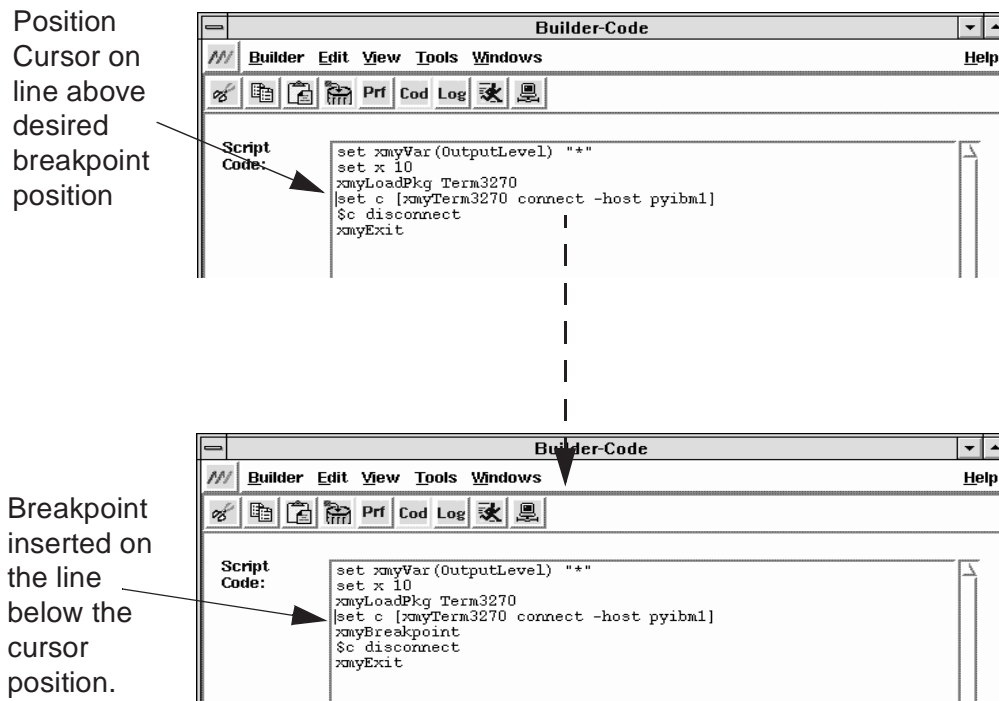 Position
Cursor on
line above
desired
breakpoint
position
Builder-Code
Builder Edit View Tools Windows Help
Prf Cod Log
Script
Code:
set xmyVar(OutputLevel) "*"
set x 10
xmyLoadPkg Term3270
set c [xmyTerm3270 connect -host pyibm1]
$c disconnect
xmyExit
Builder-Code
Builder Edit View Tools Windows Help
Prf Cod Log
Breakpoint
inserted on
the line
below the
cursor
position.
Script
Code:
set xmyVar(OutputLevel) "*"
set x 10
xmyLoadPkg Term3270
set c [xmyTerm3270 connect -host pyibm1]
xmyBreakpoint
$c disconnect
xmyExit